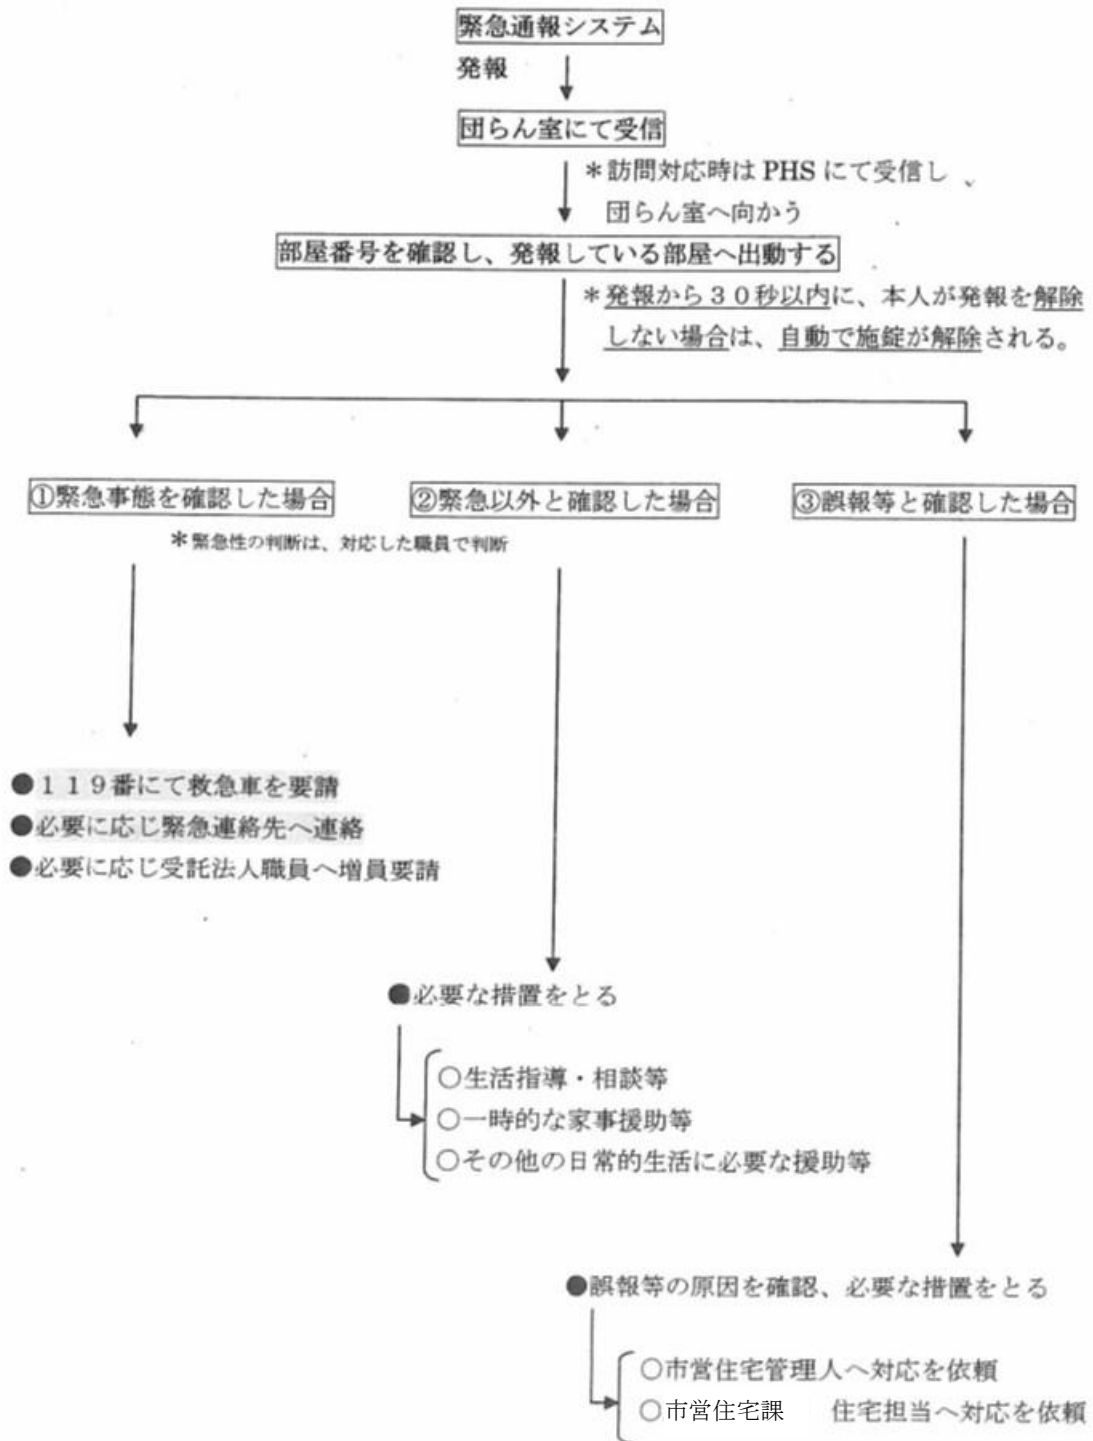 緊急通報システム
発報
団らん室にて受信
＊訪問対応時は PHS にて受信し、
団らん室へ向かう
部屋番号を確認し、発報している部屋へ出動する
＊発報から３０秒以内に、本人が発報を解除
しない場合は、自動で施錠が解除される。
①緊急事態を確認した場合
②緊急以外と確認した場合
③誤報等と確認した場合
＊緊急性の判断は、対応した職員で判断
●１１９番にて救急車を要請
●必要に応じ緊急連絡先へ連絡
●必要に応じ受託法人職員へ増員要請
●必要な措置をとる
○生活指導・相談等
○一時的な家事援助等
○その他の日常的生活に必要な援助等
●誤報等の原因を確認、必要な措置をとる
○市営住宅管理人へ対応を依頼
○市営住宅課　　住宅担当へ対応を依頼